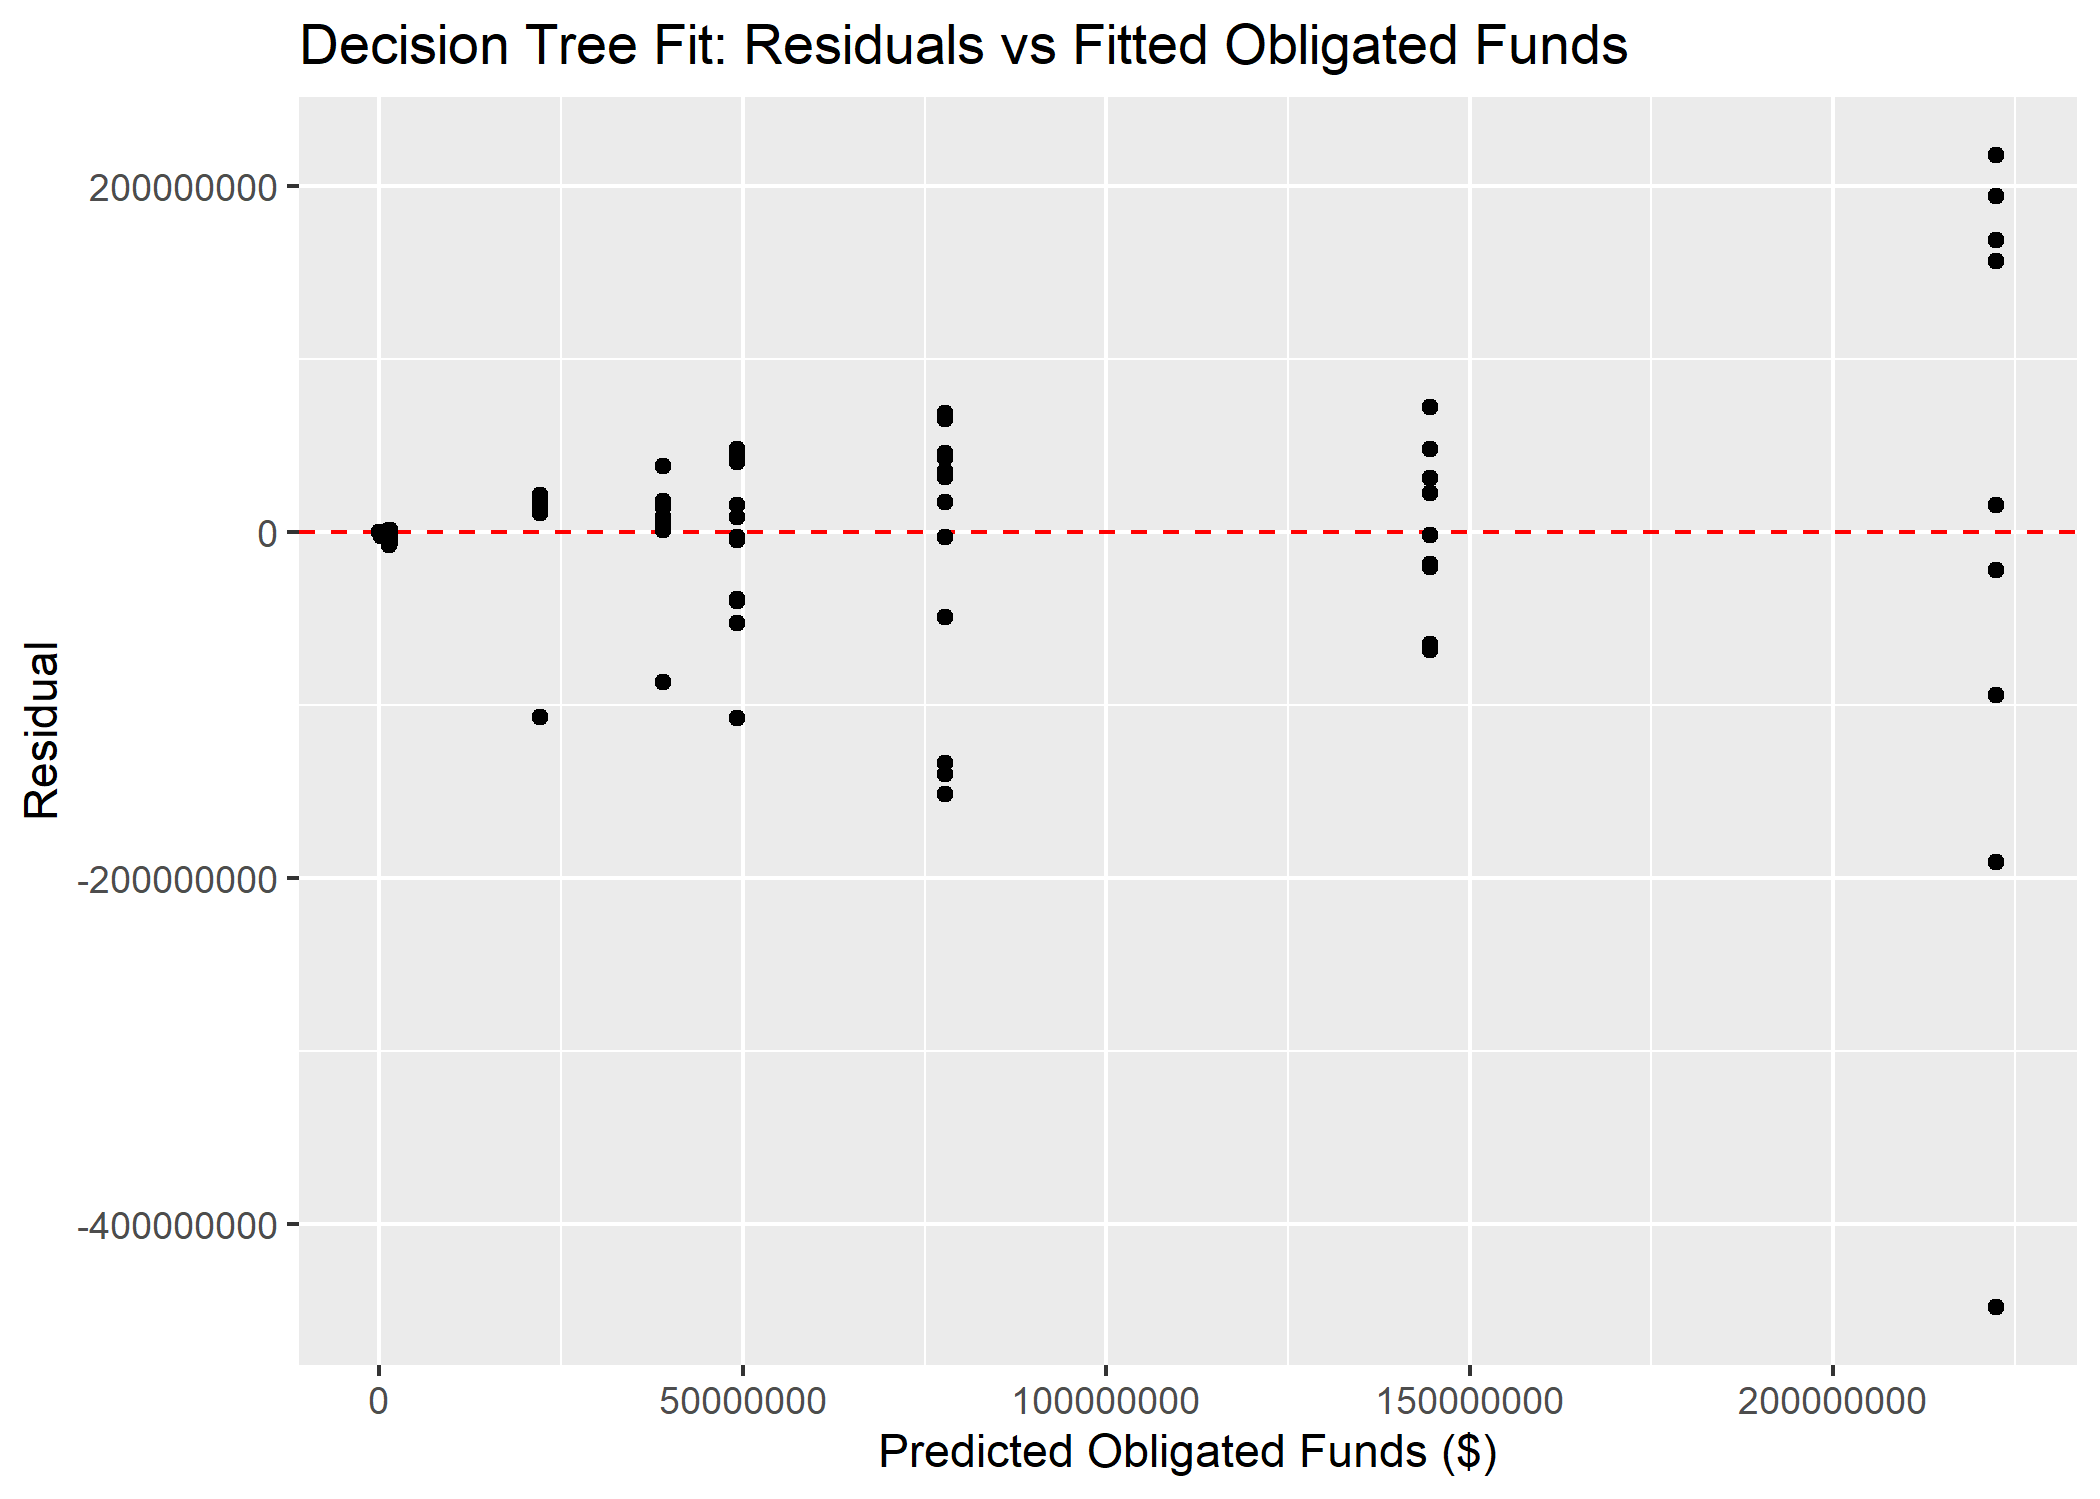 Decision Tree Fit: Residuals vs Fitted Obligated Funds
200000000
0
-200000000
-400000000
Residual
0 50000000 100000000 150000000 200000000
Predicted Obligated Funds ($)